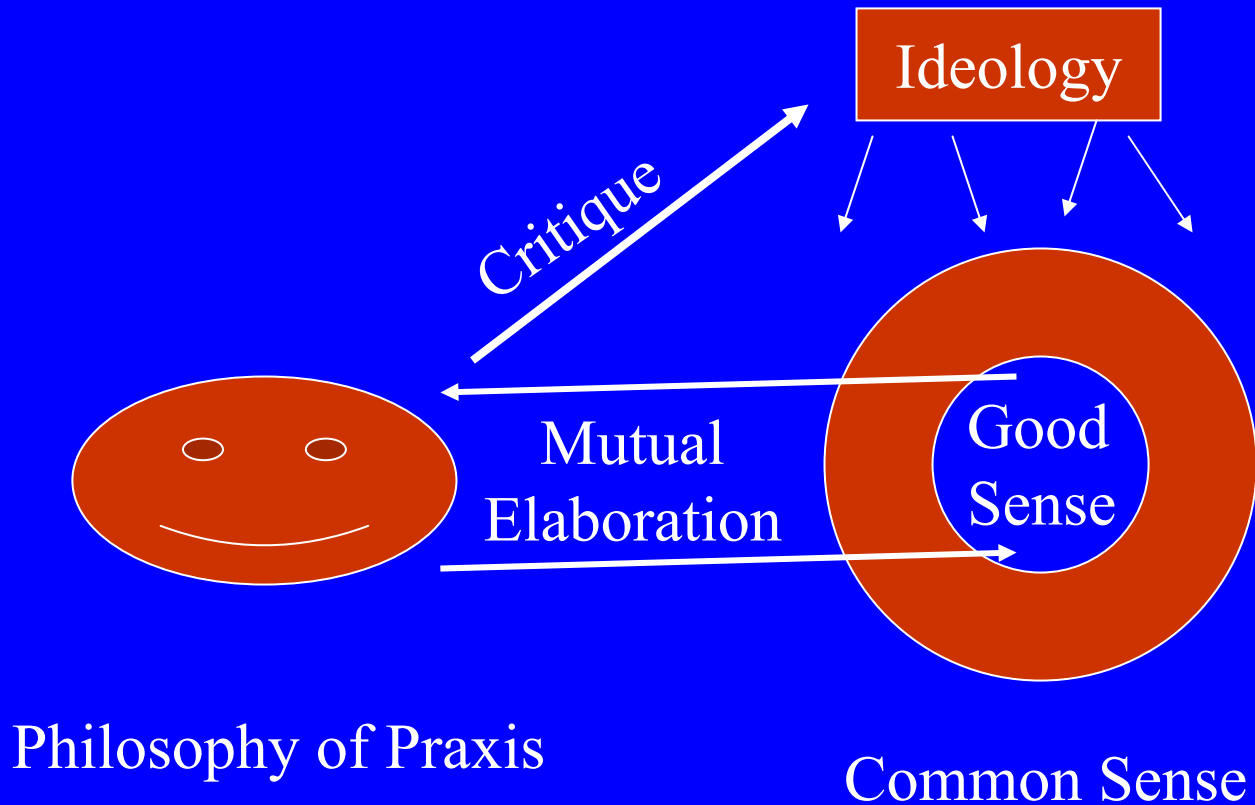 Ideology
Critique
Mutual
Elaboration
Good
Sense
Philosophy of Praxis
Common Sense